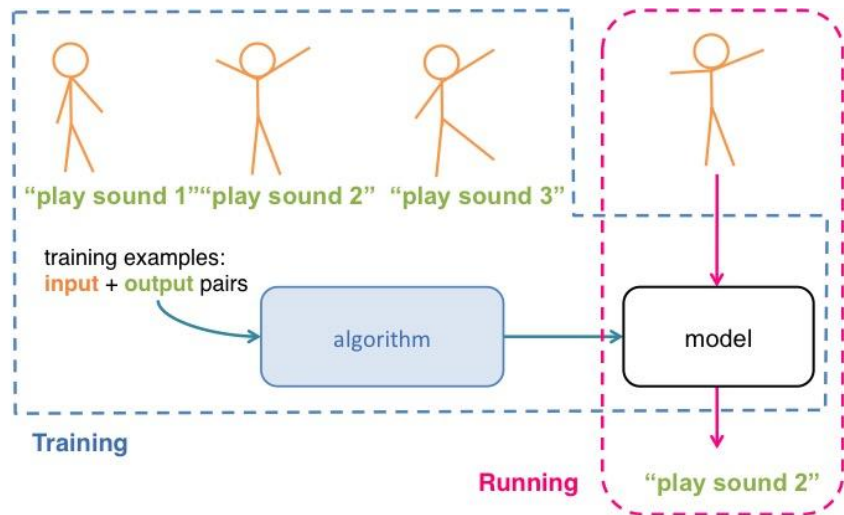 “play sound 1” “play sound 2” “play sound 3”
training examples:
input + output pairs
algorithm
model
Training
Running
“play sound 2”